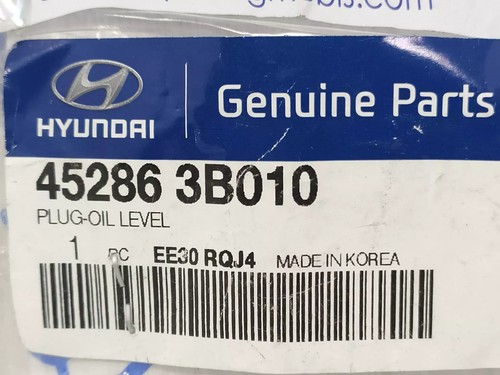 HYUNDAI
Genuine Parts
45286 3B010
PLUG-OIL LEVEL
1 PC EE30 RQJ4 MADE IN KOREA